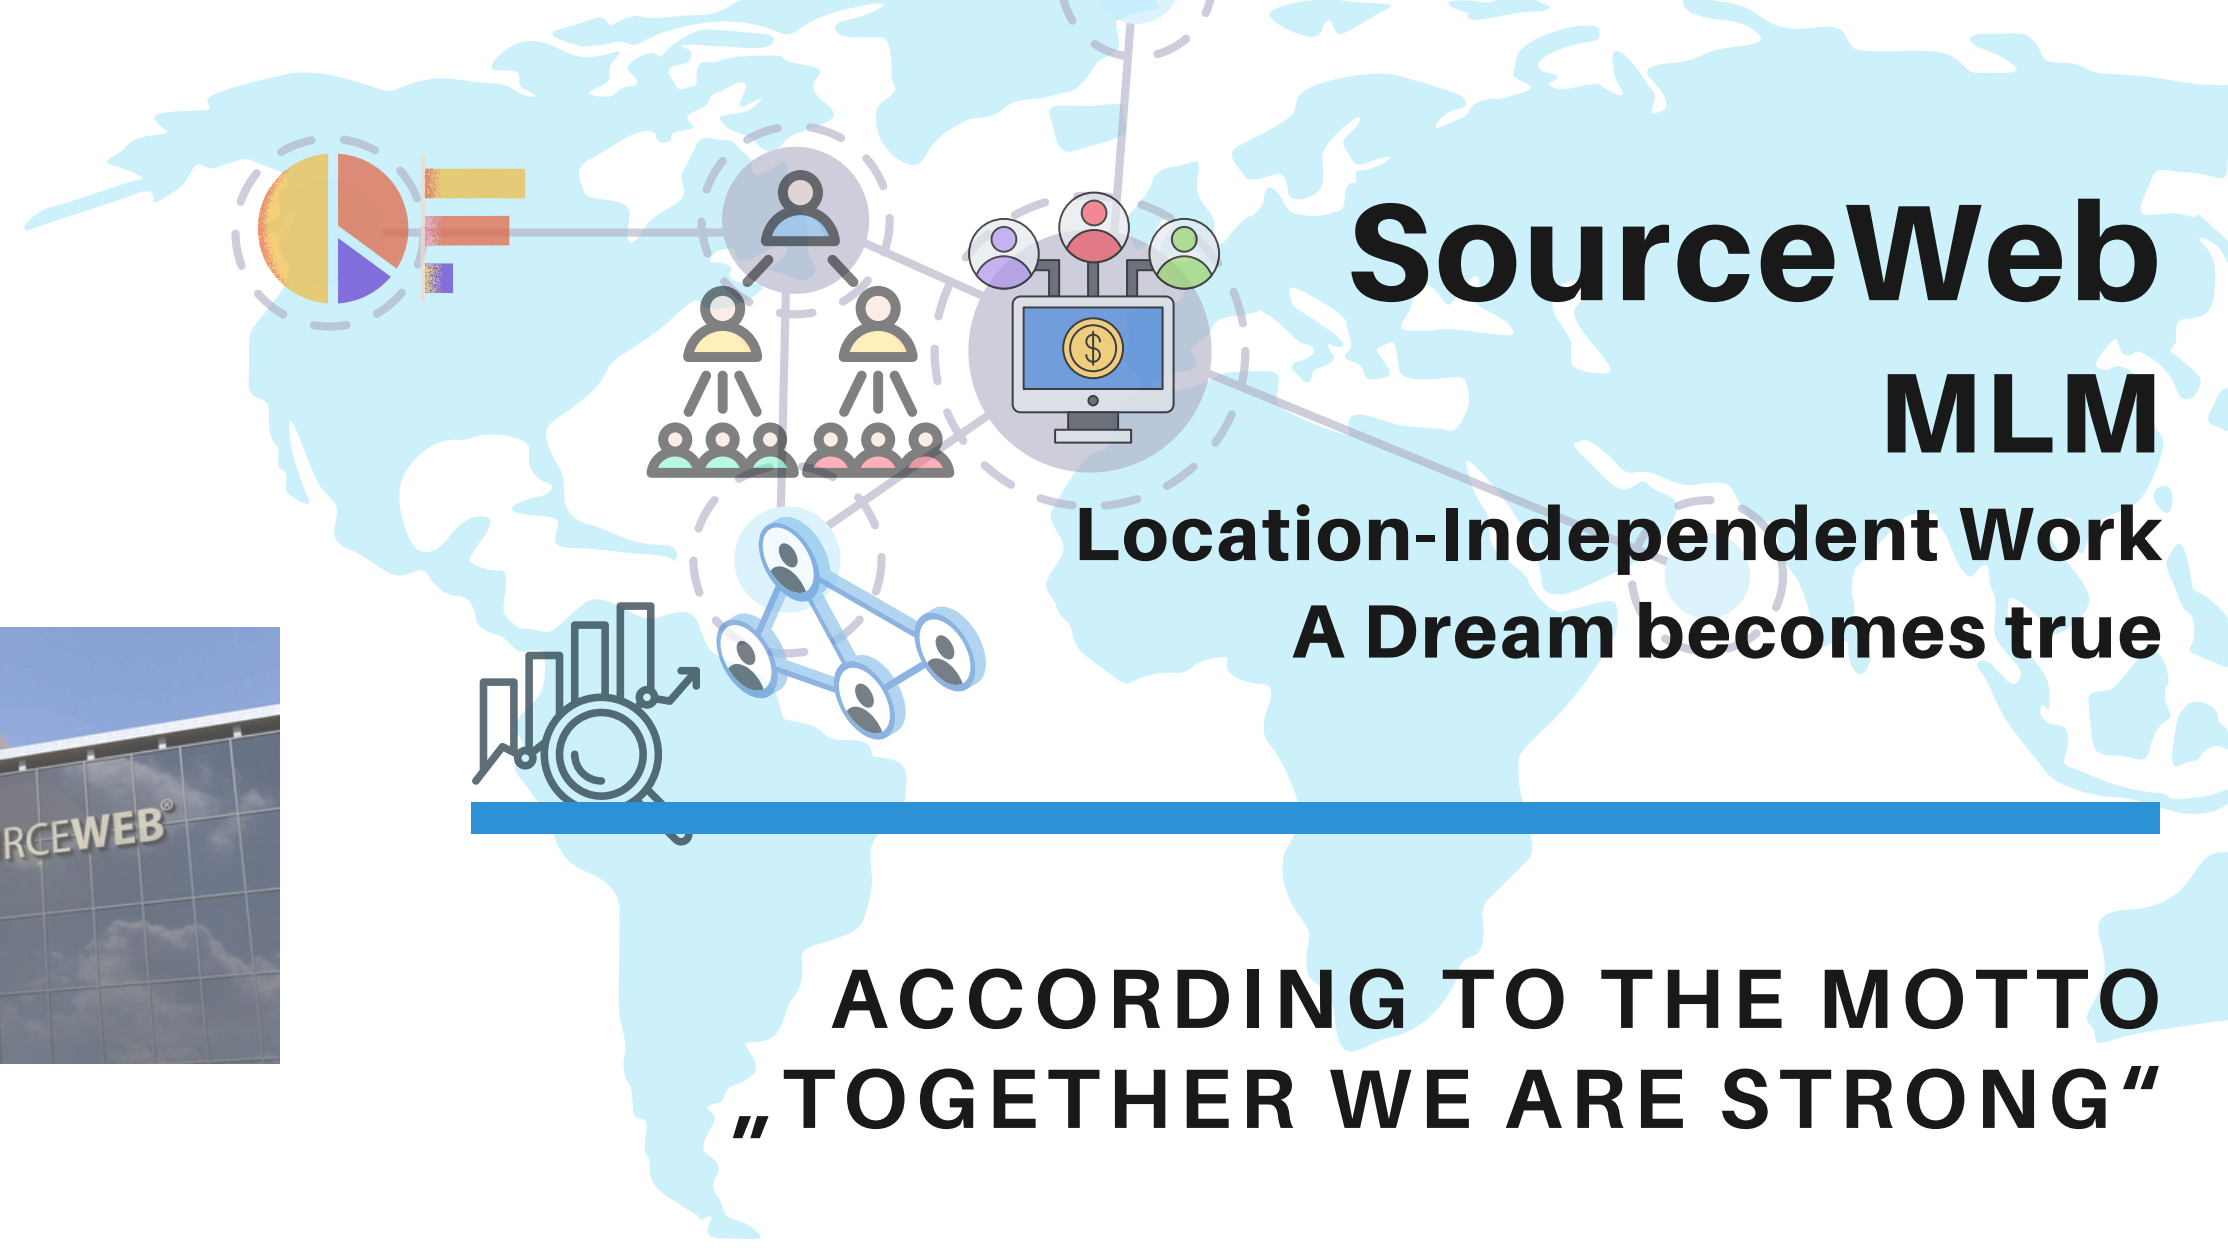 SourceWeb
MLM
Location-Independent Work
A Dream becomes true
RCEWEB®
ACCORDING TO THE MOTTO
„TOGETHER WE ARE STRONG“
$